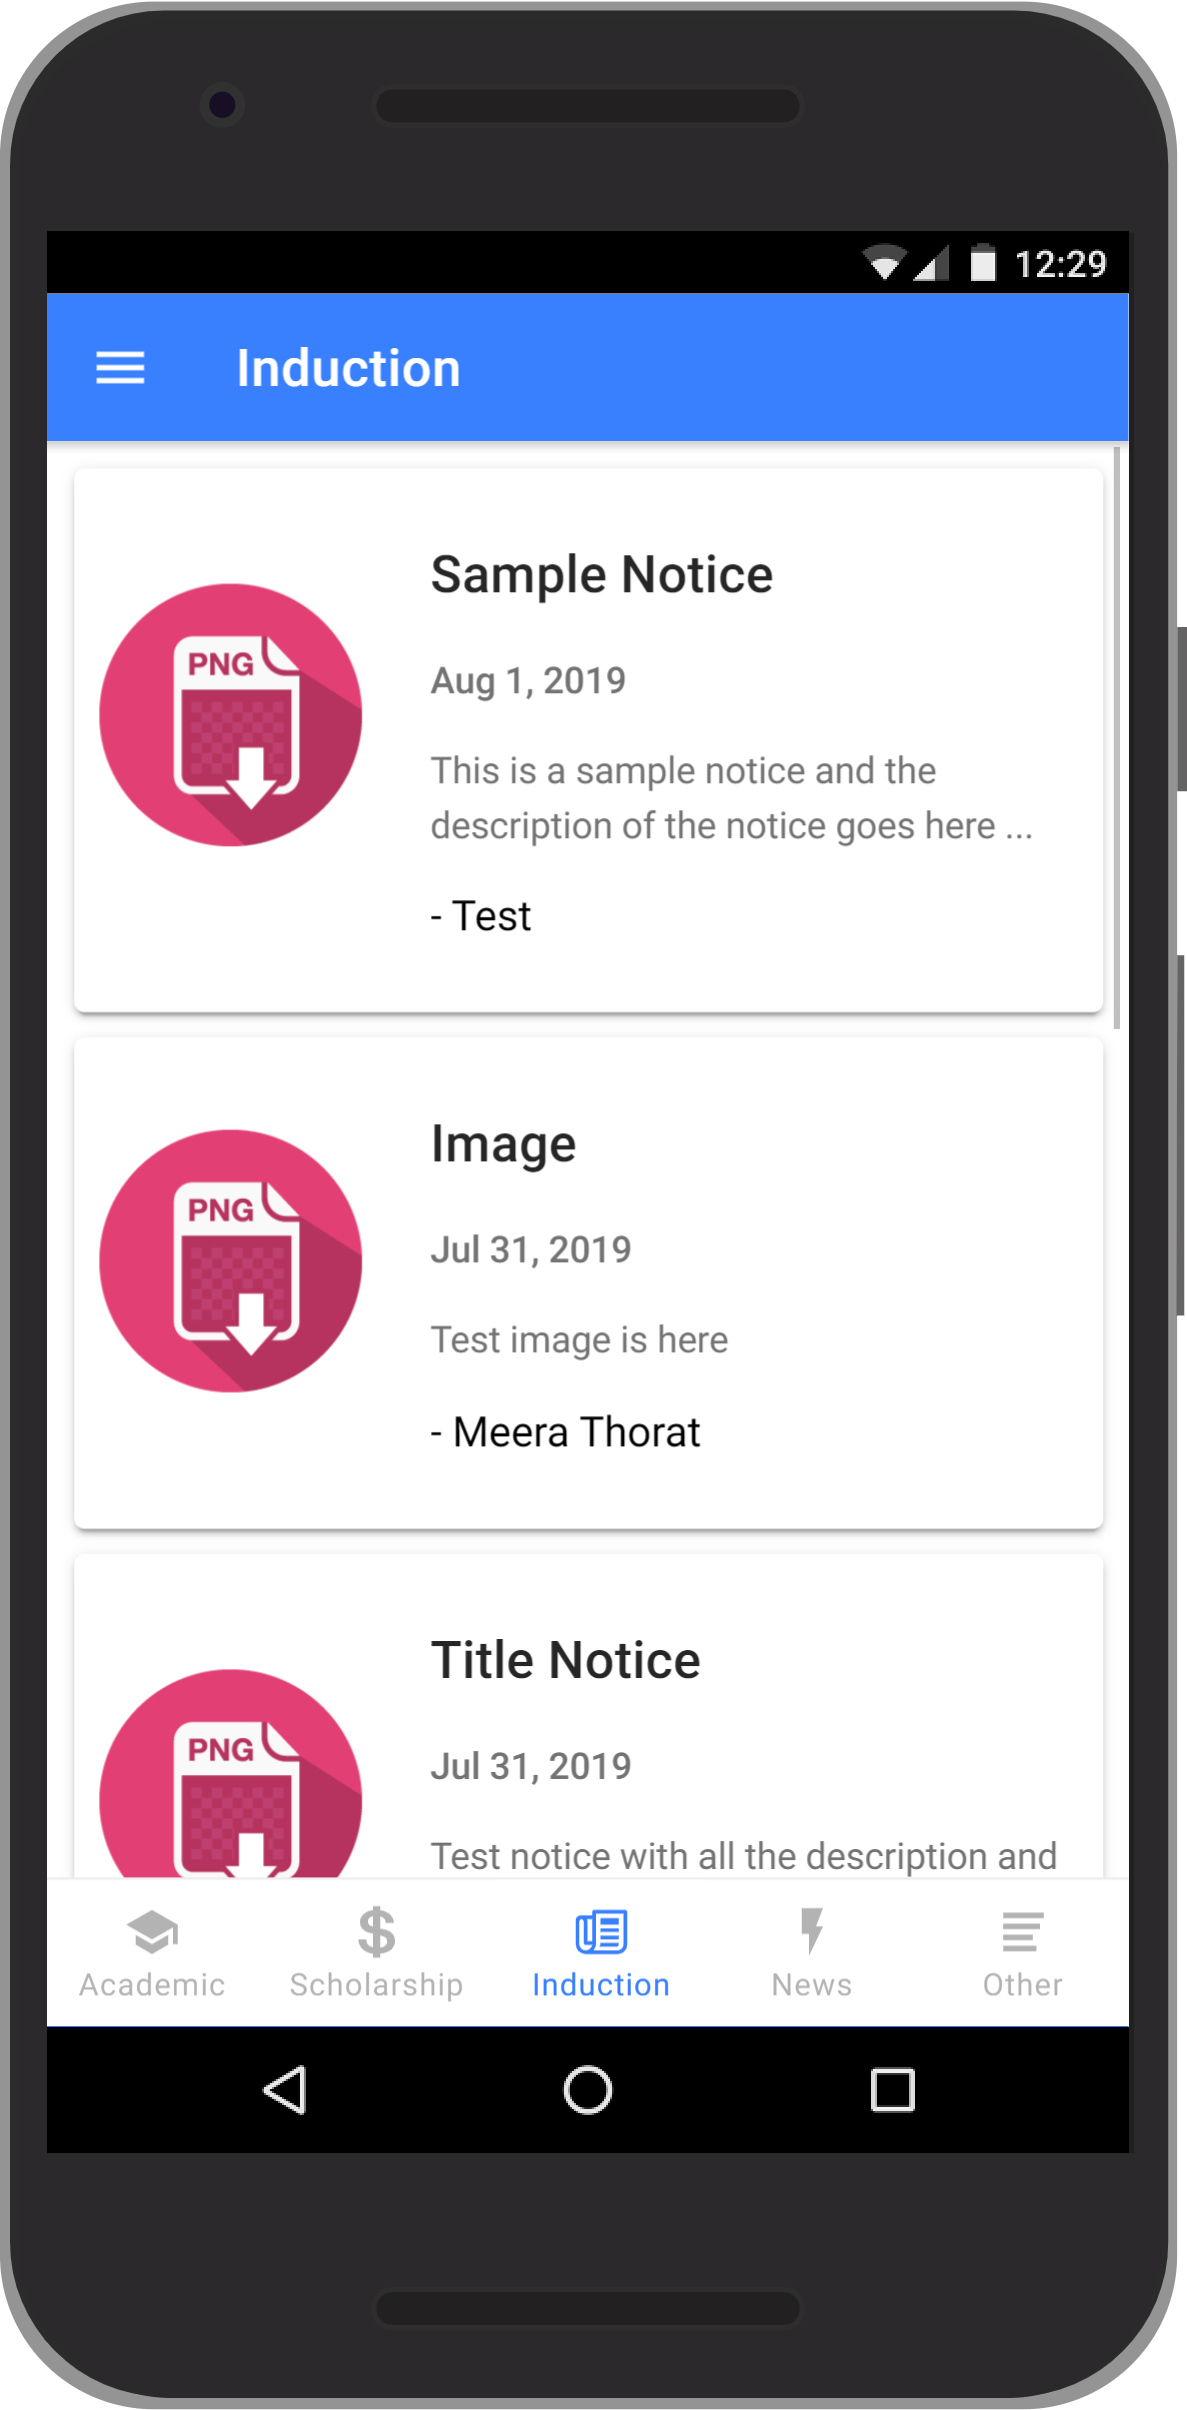 12:29
Induction
PNG
Sample Notice
Aug 1, 2019
This is a sample notice and the
description of the notice goes here ...
- Test
PNG
Image
Jul 31, 2019
Test image is here
- Meera Thorat
PNG
Title Notice
Jul 31, 2019
Test notice with all the description and
Academic
Scholarship
Induction
News
Other